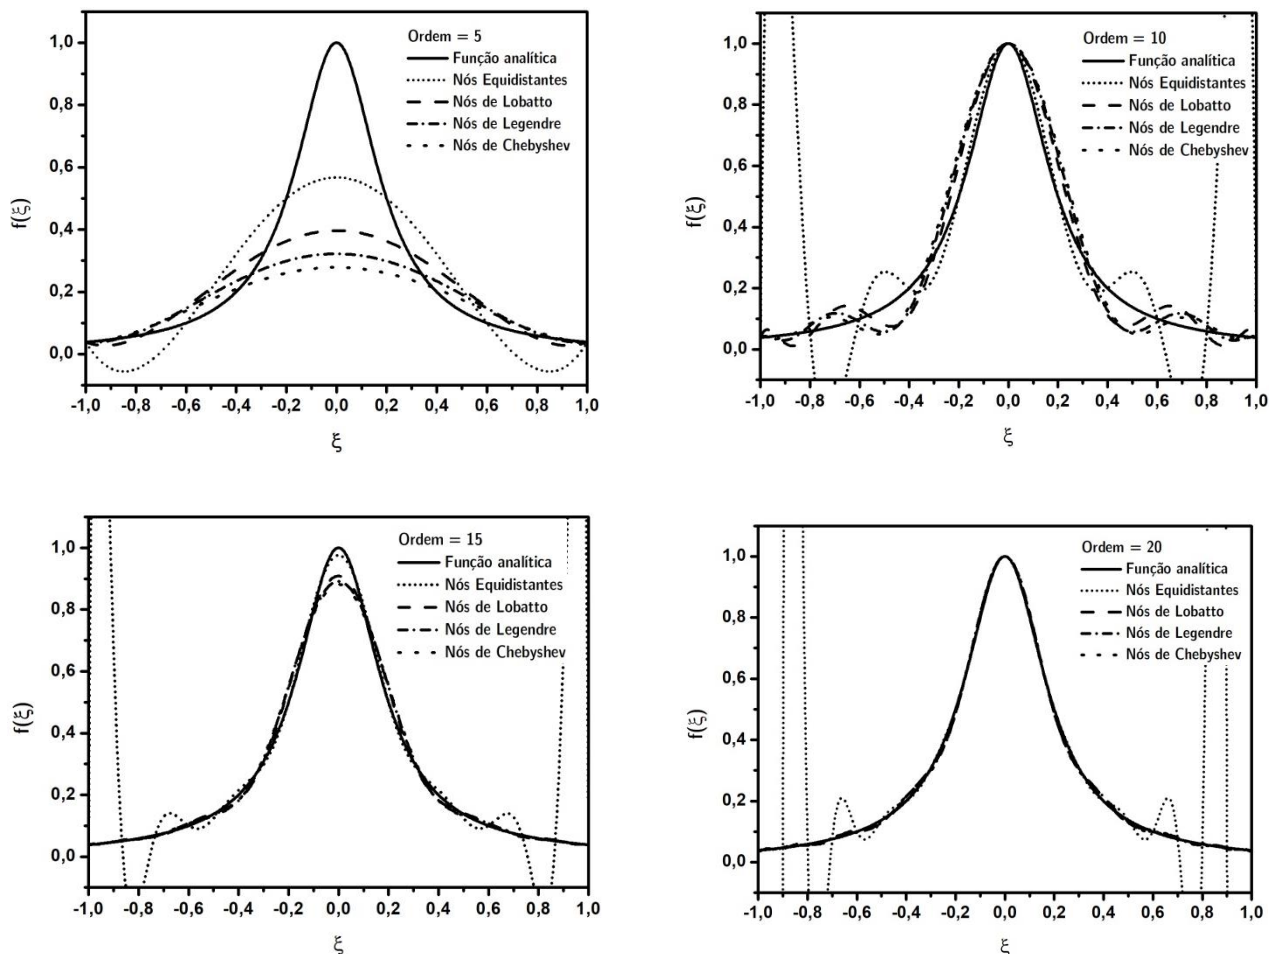 Ordem = 5
Função analítica
Nós Equidistantes
Nós de Lobatto
Nós de Legendre
Nós de Chebyshev
f(ξ)
1,0
0,8
0,6
0,4
0,2
0,0
-1,0 -0,8 -0,6 -0,4 -0,2 0,0 0,2 0,4 0,6 0,8 1,0
ξ
Ordem = 10
Função analítica
Nós Equidistantes
Nós de Lobatto
Nós de Legendre
Nós de Chebyshev
f(ξ)
1,0
0,8
0,6
0,4
0,2
0,0
-1,0 -0,8 -0,6 -0,4 -0,2 0,0 0,2 0,4 0,6 0,8 1,0
ξ
Ordem = 15
Função analítica
Nós Equidistantes
Nós de Lobatto
Nós de Legendre
Nós de Chebyshev
f(ξ)
1,0
0,8
0,6
0,4
0,2
0,0
-1,0 -0,8 -0,6 -0,4 -0,2 0,0 0,2 0,4 0,6 0,8 1,0
ξ
Ordem = 20
Função analítica
Nós Equidistantes
Nós de Lobatto
Nós de Legendre
Nós de Chebyshev
f(ξ)
1,0
0,8
0,6
0,4
0,2
0,0
-1,0 -0,8 -0,6 -0,4 -0,2 0,0 0,2 0,4 0,6 0,8 1,0
ξ